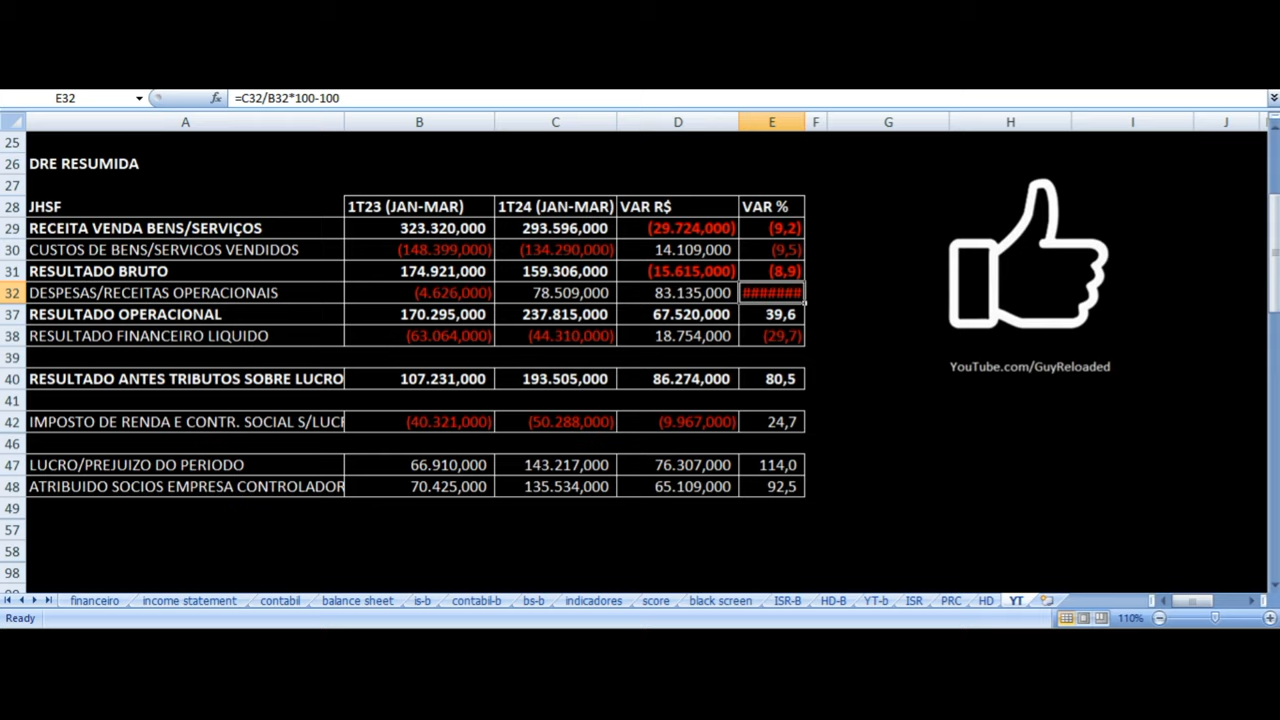 E32 fx =C32/B32*100-100
A B C D E F G H I J
25
26 DRE RESUMIDA
27
28 JHSF 1T23 (JAN-MAR) 1T24 (JAN-MAR) VAR R$ VAR %
29 RECEITA VENDA BENS/SERVIÇOS 323.320,000 293.596,000 (29.724,000) (9,2)
30 CUSTOS DE BENS/SERVICOS VENDIDOS (148.399,000) (134.290,000) 14.109,000 (9,5)
31 RESULTADO BRUTO 174.921,000 159.306,000 (15.615,000) (8,9)
32 DESPESAS/RECEITAS OPERACIONAIS (4.626,000) 78.509,000 83.135,000 #######
37 RESULTADO OPERACIONAL 170.295,000 237.815,000 67.520,000 39,6
38 RESULTADO FINANCEIRO LIQUIDO (63.064,000) (44.310,000) 18.754,000 (29,7)
39
40 RESULTADO ANTES TRIBUTOS SOBRE LUCRO 107.231,000 193.505,000 86.274,000 80,5
41
42 IMPOSTO DE RENDA E CONTR. SOCIAL S/LUCR (40.321,000) (50.288,000) (9.967,000) 24,7
46
47 LUCRO/PREJUIZO DO PERIODO 66.910,000 143.217,000 76.307,000 114,0
48 ATRIBUIDO SOCIOS EMPRESA CONTROLADOR 70.425,000 135.534,000 65.109,000 92,5
49
57
58
98
YouTube.com/GuyReloaded
financeiro income statement contabil balance sheet is-b contabil-b bs-b indicadores score black screen ISR-B HD-B YT-b ISR PRC HD YT
Ready 110%